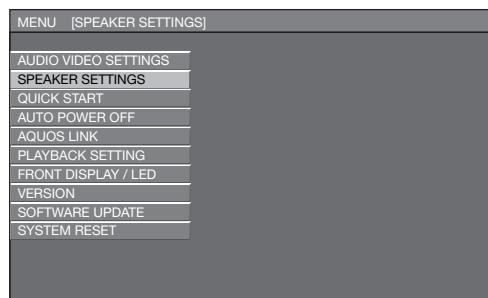 MENU [SPEAKER SETTINGS]
AUDIO VIDEO SETTINGS
SPEAKER SETTINGS
QUICK START
AUTO POWER OFF
AQUOS LINK
PLAYBACK SETTING
FRONT DISPLAY / LED
VERSION
SOFTWARE UPDATE
SYSTEM RESET